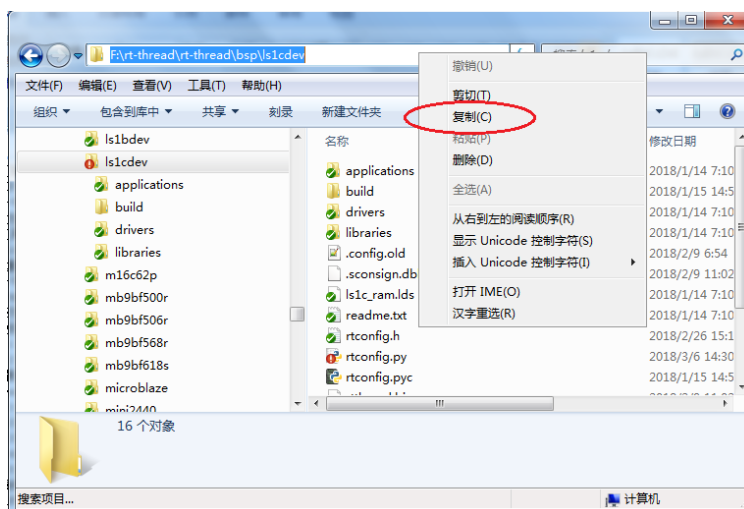 F:\rt-thread\rt-thread\bsp\ls1cdev
文件(F) 编辑(E) 查看(V) 工具(T) 帮助(H)
组织 包含到库中 共享 刻录 新建文件夹
ls1bdev
ls1cdev
applications
build
drivers
libraries
m16c62p
mb9bf500r
mb9bf506r
mb9bf568r
mb9bf618s
microblaze
mini2440
名称 修改日期
applications 2018/1/14 7:10
build 2018/1/15 14:5
drivers 2018/1/14 7:10
libraries 2018/1/14 7:10
.config.old 2018/2/9 6:54
.sconsign.db 2018/2/9 11:02
ls1c_ram.lds 2018/1/14 7:10
readme.txt 2018/1/14 7:10
rtconfig.h 2018/2/26 15:1
rtconfig.py 2018/3/6 14:30
rtconfig.pyc 2018/1/15 14:5
撤销(U)
剪切(T)
复制(C)
粘贴(P)
删除(D)
全选(A)
从右到左的阅读顺序(R)
显示 Unicode 控制字符(S)
插入 Unicode 控制字符(I)
打开 IME(O)
汉字重选(R)
16 个对象
搜索项目... 计算机